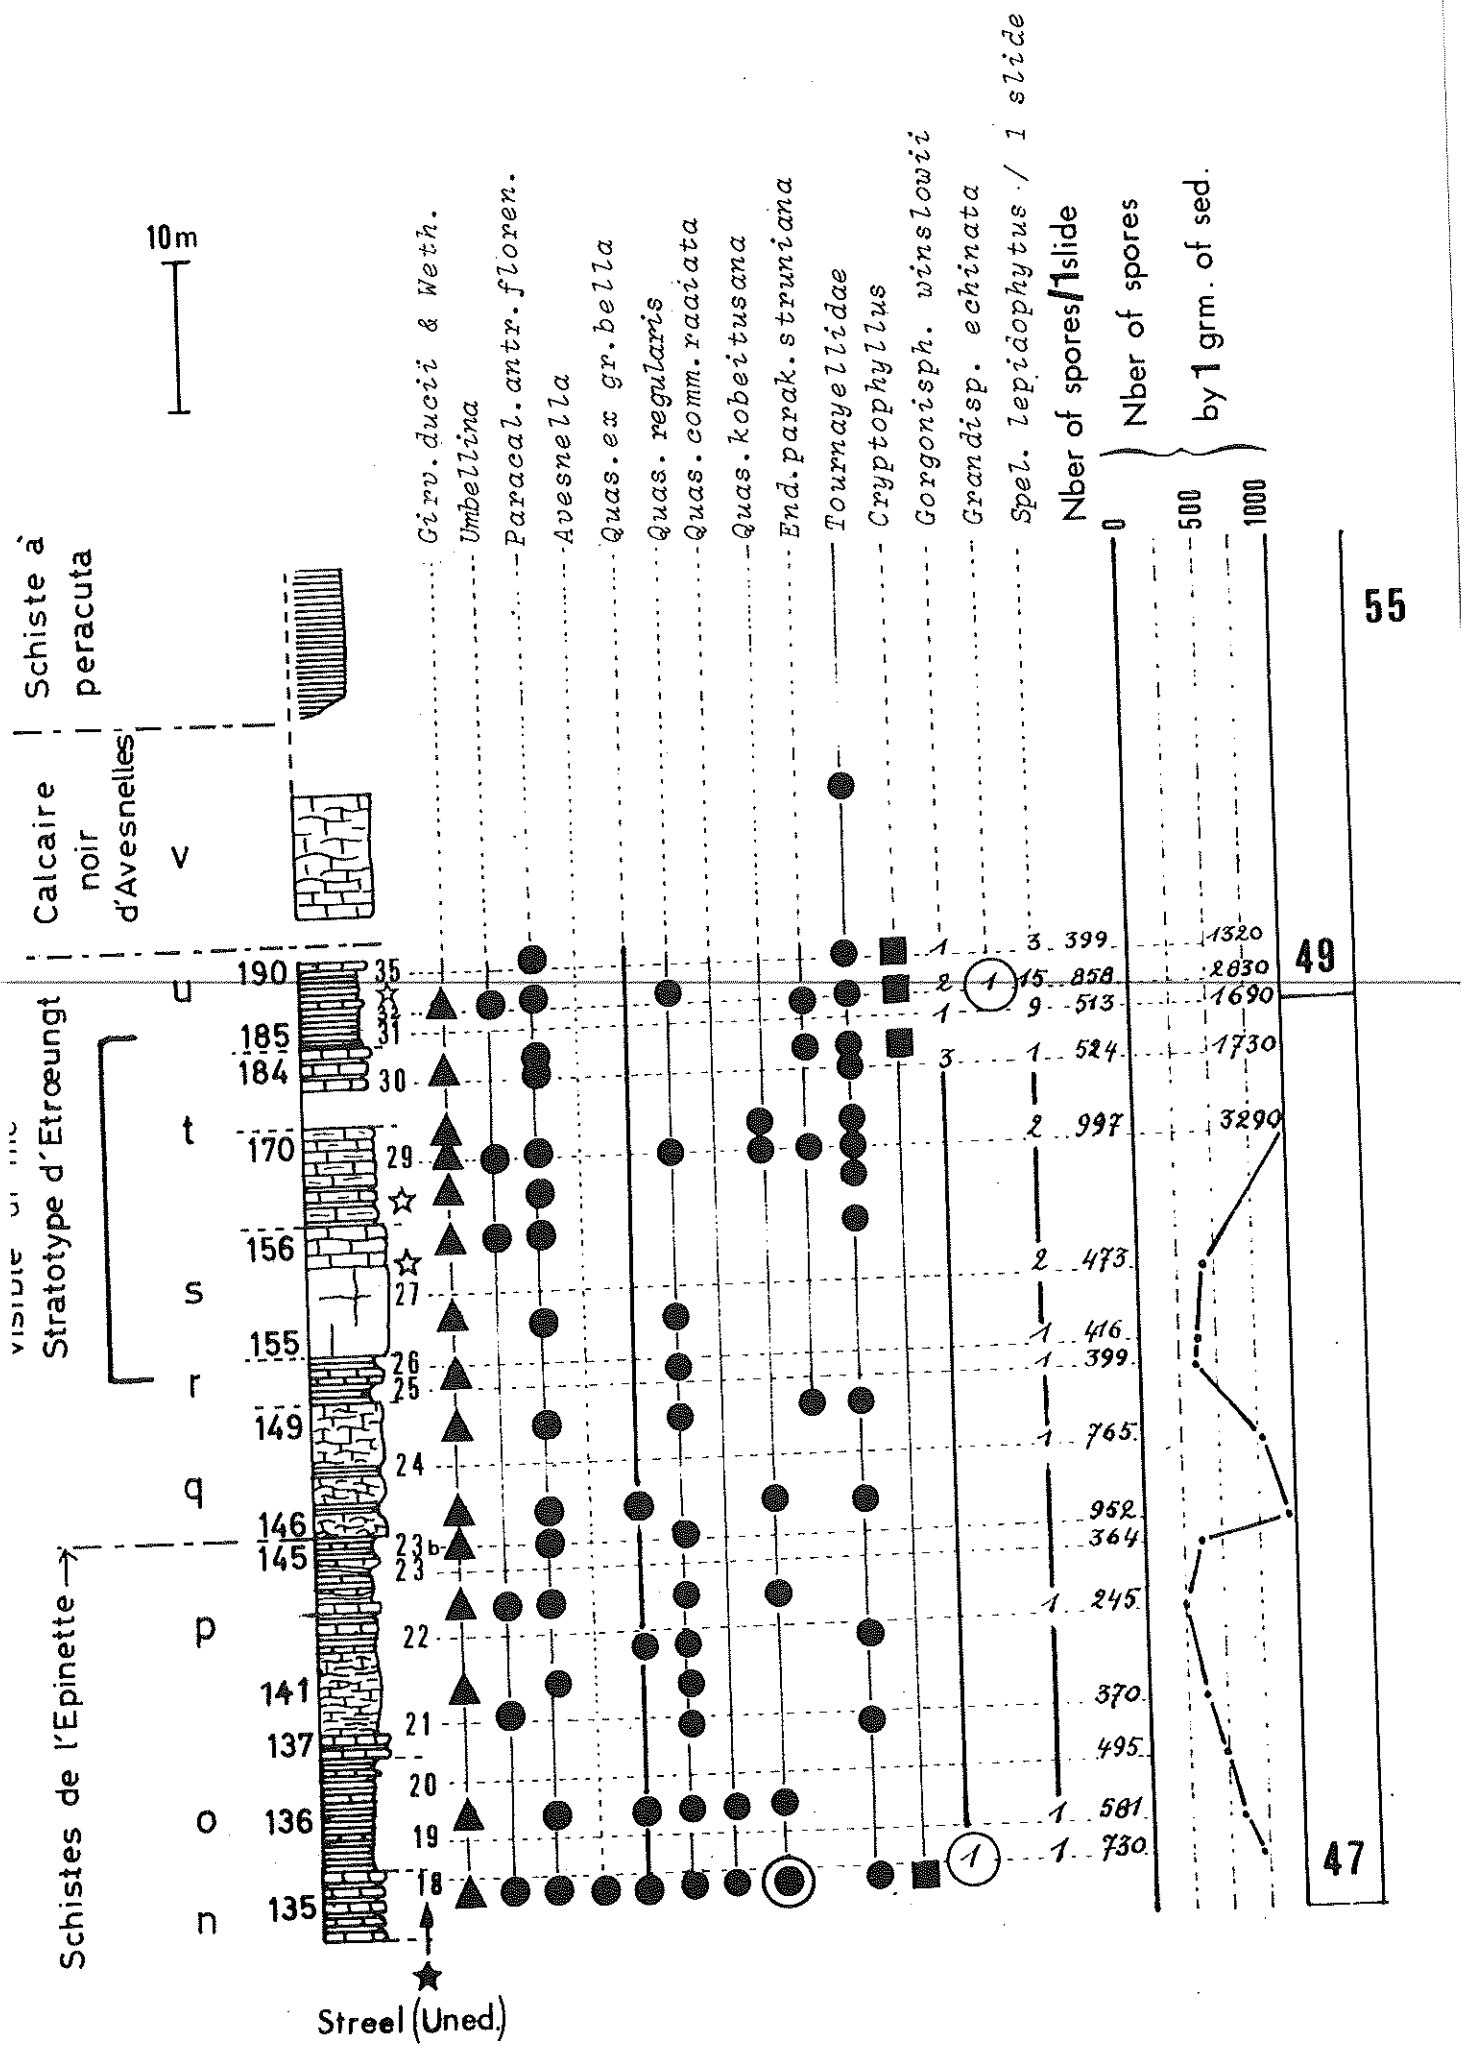 10m
Girv.ducii & Weth.
Umbellina
Paracal.antr.floren.
Avesnella
Quas.ex gr.bella
Quas.regularis
Quas.comm.raaiata
Quas.kobeitusana
End.parak.struniana
Tournayellidae
Cryptophyllus
Gorgonisph. winslowii
Grandisp. echinata
Spel. lepidophytus / 1 slide
Nber of spores/1slide
Nber of spores
by 1 grm. of sed.
0
500
1000
Schiste à
peracuta
Calcaire
noir
d'Avesnelles
Stratotype d'Etrœungt
Schistes de l'Epinette→
v
u
t
s
r
q
p
o
n
190
185
184
170
156
155
149
146
145
141
137
136
135
35
32
31
30
29
27
26
25
24
23b
23
22
21
20
19
18
1 3 399 1320
2 1 15 858 2830
1 9 513 1690
3 1 524 1730
2 997 3290
2 473
1 416
1 399
1 765
952
364
1 245
370
495
1 581
1 1 730
55
49
47
Streel (Uned.)